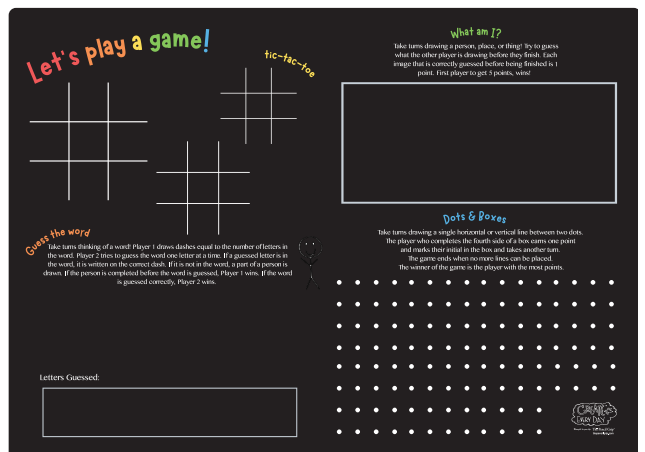 Let's play a game!
tic-tac-toe
Guess the word
Take turns thinking of a word! Player 1 draws dashes equal to the number of letters in
the word. Player 2 tries to guess the word one letter at a time. If a guessed letter is in
the word, it is written on the correct dash. If it is not in the word, a part of a person is
drawn. If the person is completed before the word is guessed, Player 1 wins. If the word
is guessed correctly, Player 2 wins.
Letters Guessed:
What am I?
Take turns drawing a person, place, or thing! Try to guess
what the other player is drawing before they finish. Each
image that is correctly guessed before being finished is 1
point. First player to get 5 points, wins!
Dots & Boxes
Take turns drawing a single horizontal or vertical line between two dots.
The player who completes the fourth side of a box earns one point
and marks their initial in the box and takes another turn.
The game ends when no more lines can be placed.
The winner of the game is the player with the most points.
CREATE
EVERY DAY